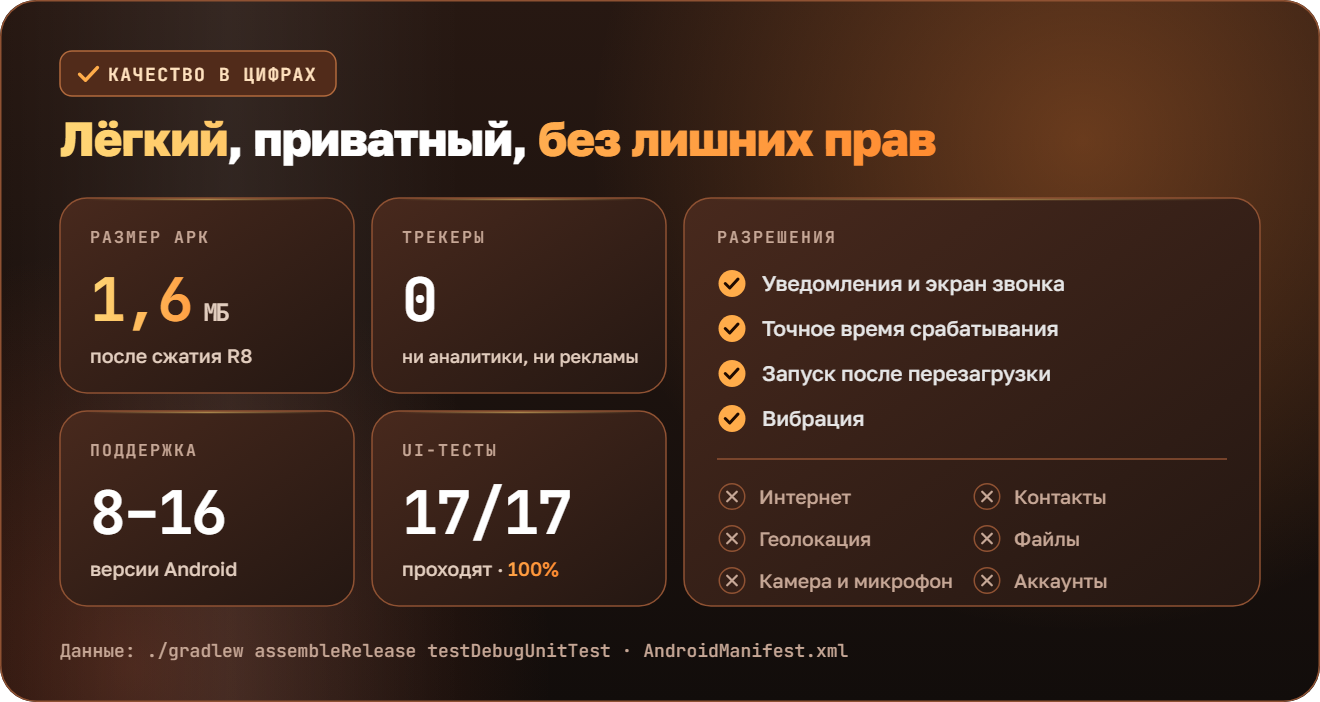 КАЧЕСТВО В ЦИФРАХ
Лёгкий, приватный, без лишних прав
РАЗМЕР APK
1,6 МБ
после сжатия R8
ТРЕКЕРЫ
0
ни аналитики, ни рекламы
ПОДДЕРЖКА
8–16
версии Android
UI-ТЕСТЫ
17/17
проходят · 100%
РАЗРЕШЕНИЯ
Уведомления и экран звонка
Точное время срабатывания
Запуск после перезагрузки
Вибрация
Интернет
Контакты
Геолокация
Файлы
Камера и микрофон
Аккаунты
Данные: ./gradlew assembleRelease testDebugUnitTest · AndroidManifest.xml